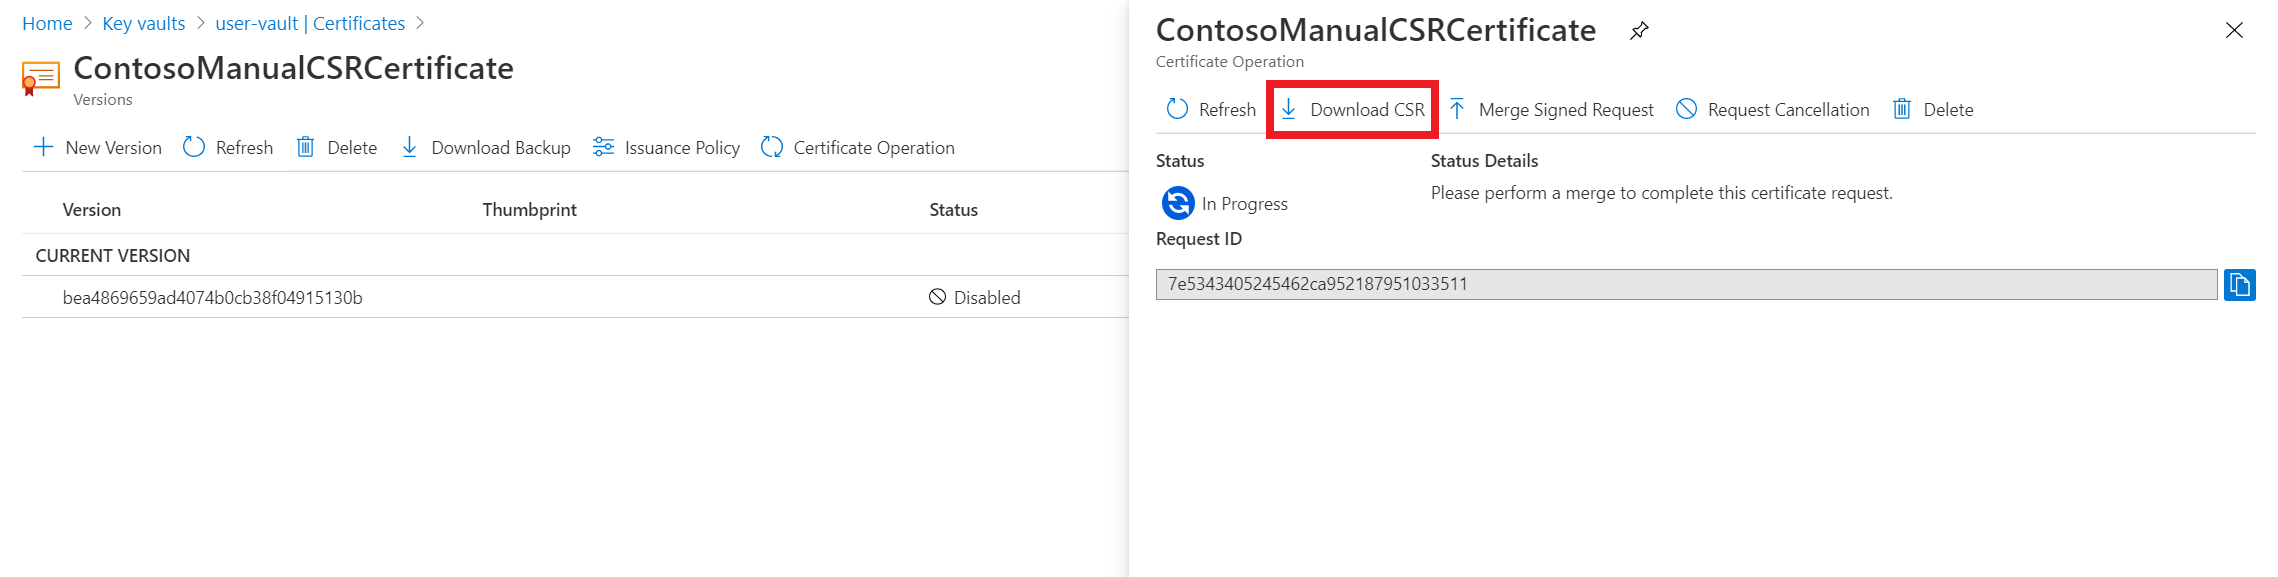 Home > Key vaults > user-vault | Certificates >
ContosoManualCSRCertificate
Versions
New Version Refresh Delete Download Backup Issuance Policy Certificate Operation
Version Thumbprint Status
CURRENT VERSION
bea4869659ad4074b0cb38f04915130b Disabled
ContosoManualCSRCertificate
Certificate Operation
Refresh Download CSR Merge Signed Request Request Cancellation Delete
Status Status Details
Please perform a merge to complete this certificate request.
In Progress
Request ID
7e5343405245462ca952187951033511